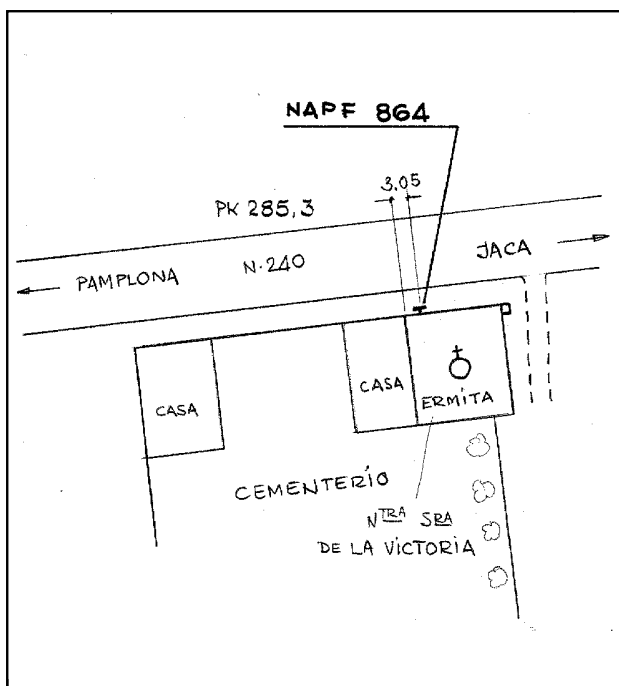 NAPF 864
3.05
PK 285,3
JACA
PAMPLONA N-240
CASA
CASA
ERMITA
CEMENTERIO
NTRA SRA
DE LA VICTORIA